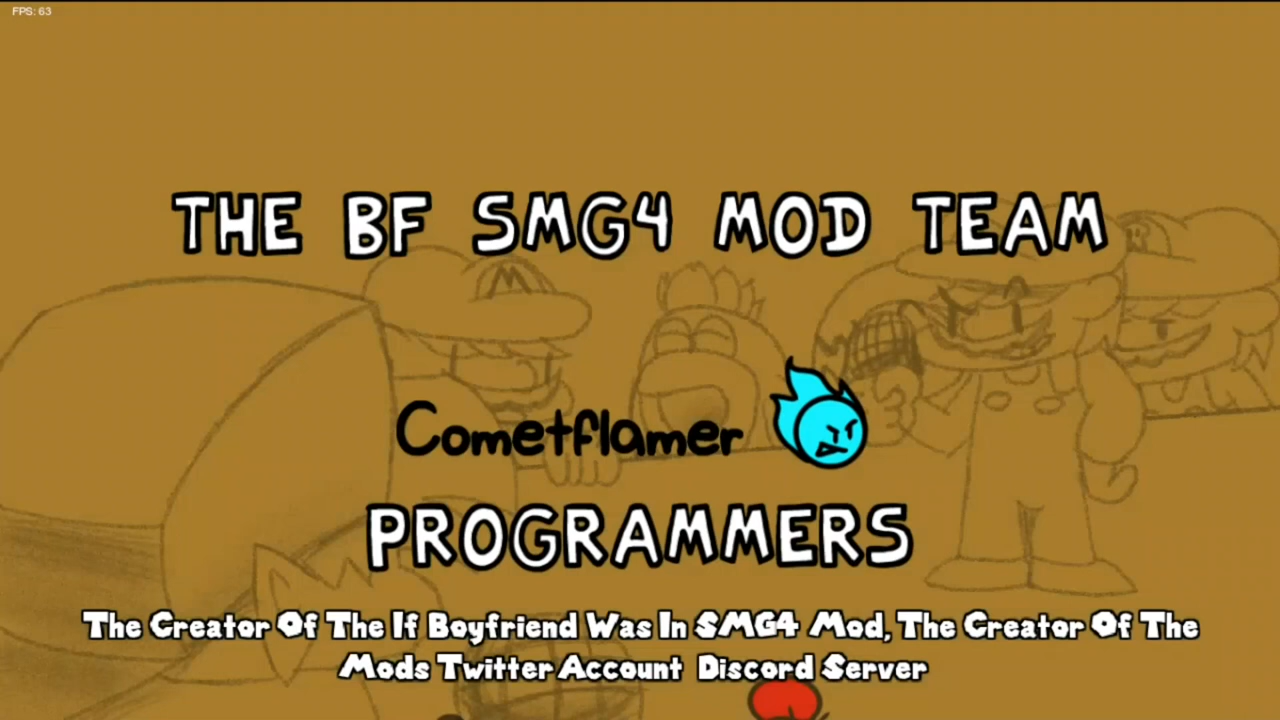 FPS: 63
THE BF SMG4 MOD TEAM
Cometflamer
PROGRAMMERS
The Creator Of The If Boyfriend Was In SMG4 Mod, The Creator Of The
Mods Twitter Account Discord Server